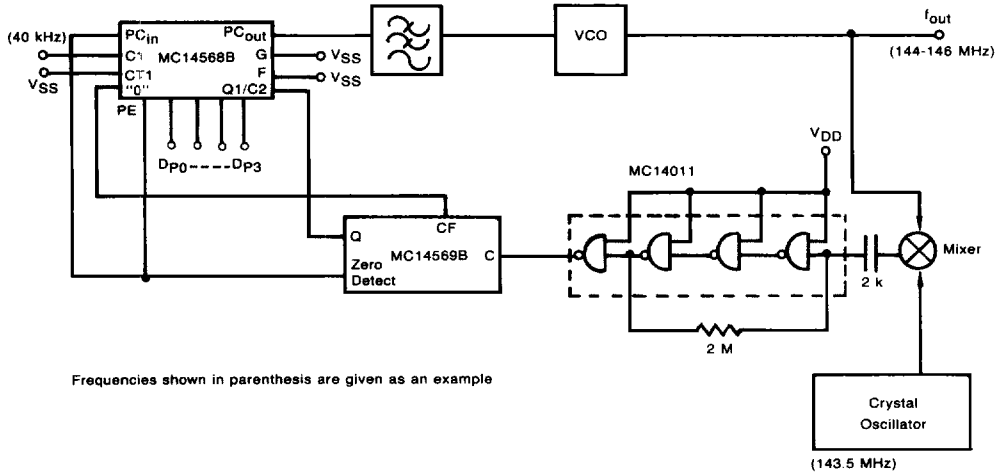 (40 kHz)
PCin
PCout
C1
MC14568B
G
VSS
VSS
CT1
F
VSS
"0"
Q1/C2
PE
DP0 ---- DP3
VCO
fout
(144-146 MHz)
VDD
MC14011
CF
Q
MC14569B
C
Zero
Detect
Mixer
2 k
2 M
Frequencies shown in parenthesis are given as an example
Crystal
Oscillator
(143.5 MHz)